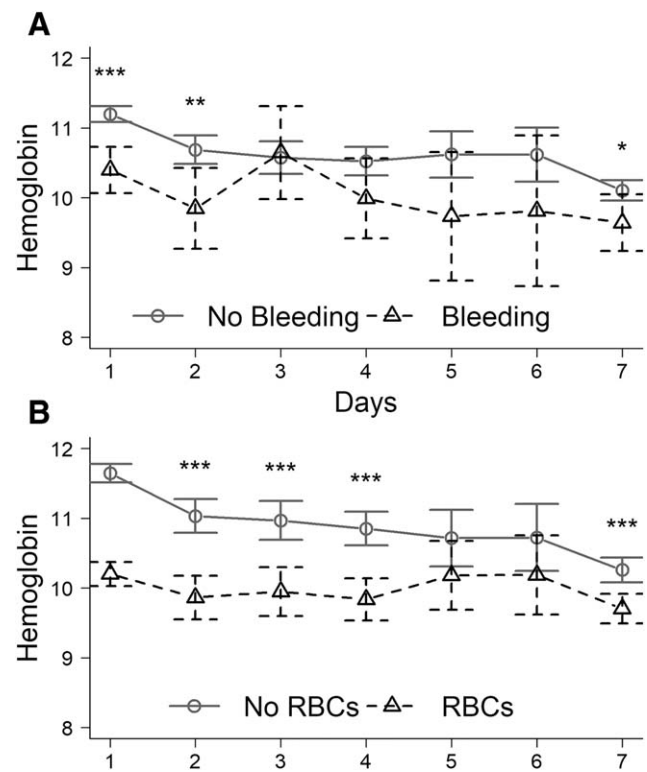 A
12
***
**
*
11
10
9
8
Hemoglobin
No Bleeding
Bleeding
1 2 3 4 5 6 7
Days
B
12
***
***
***
***
11
10
9
8
Hemoglobin
No RBCs
RBCs
1 2 3 4 5 6 7